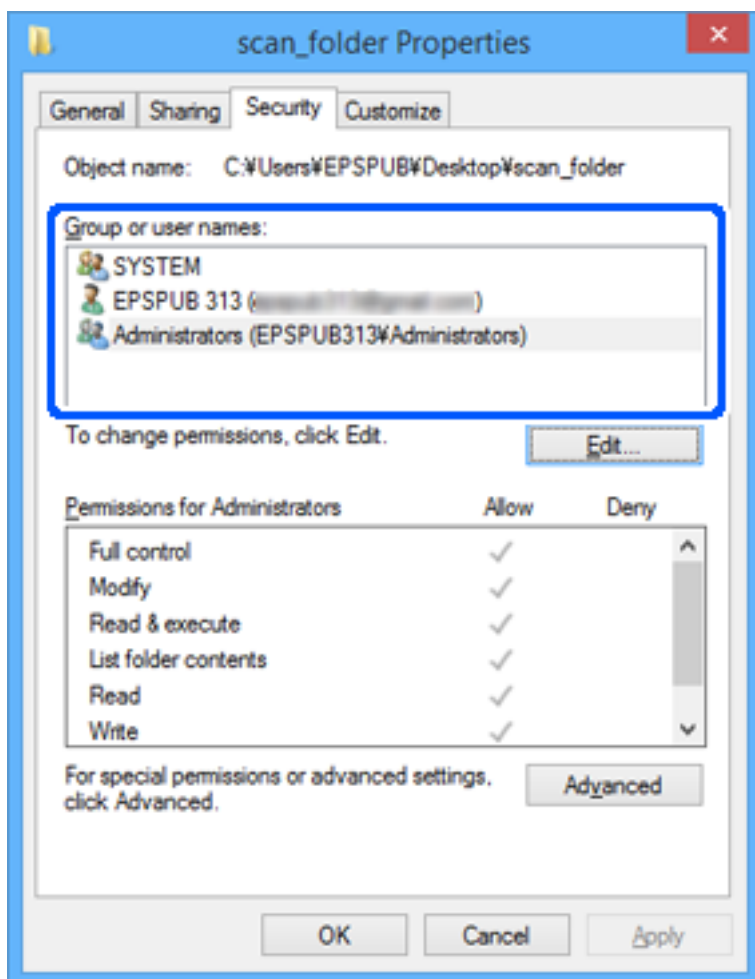 scan_folder Properties
General Sharing Security Customize
Object name: C:¥Users¥EPSPUB¥Desktop¥scan_folder
Group or user names:
SYSTEM
EPSPUB 313 ( )
Administrators (EPSPUB313¥Administrators)
To change permissions, click Edit.
Edit...
Permissions for Administrators Allow Deny
Full control
Modify
Read & execute
List folder contents
Read
Write
For special permissions or advanced settings,
click Advanced.
Advanced
OK Cancel Apply